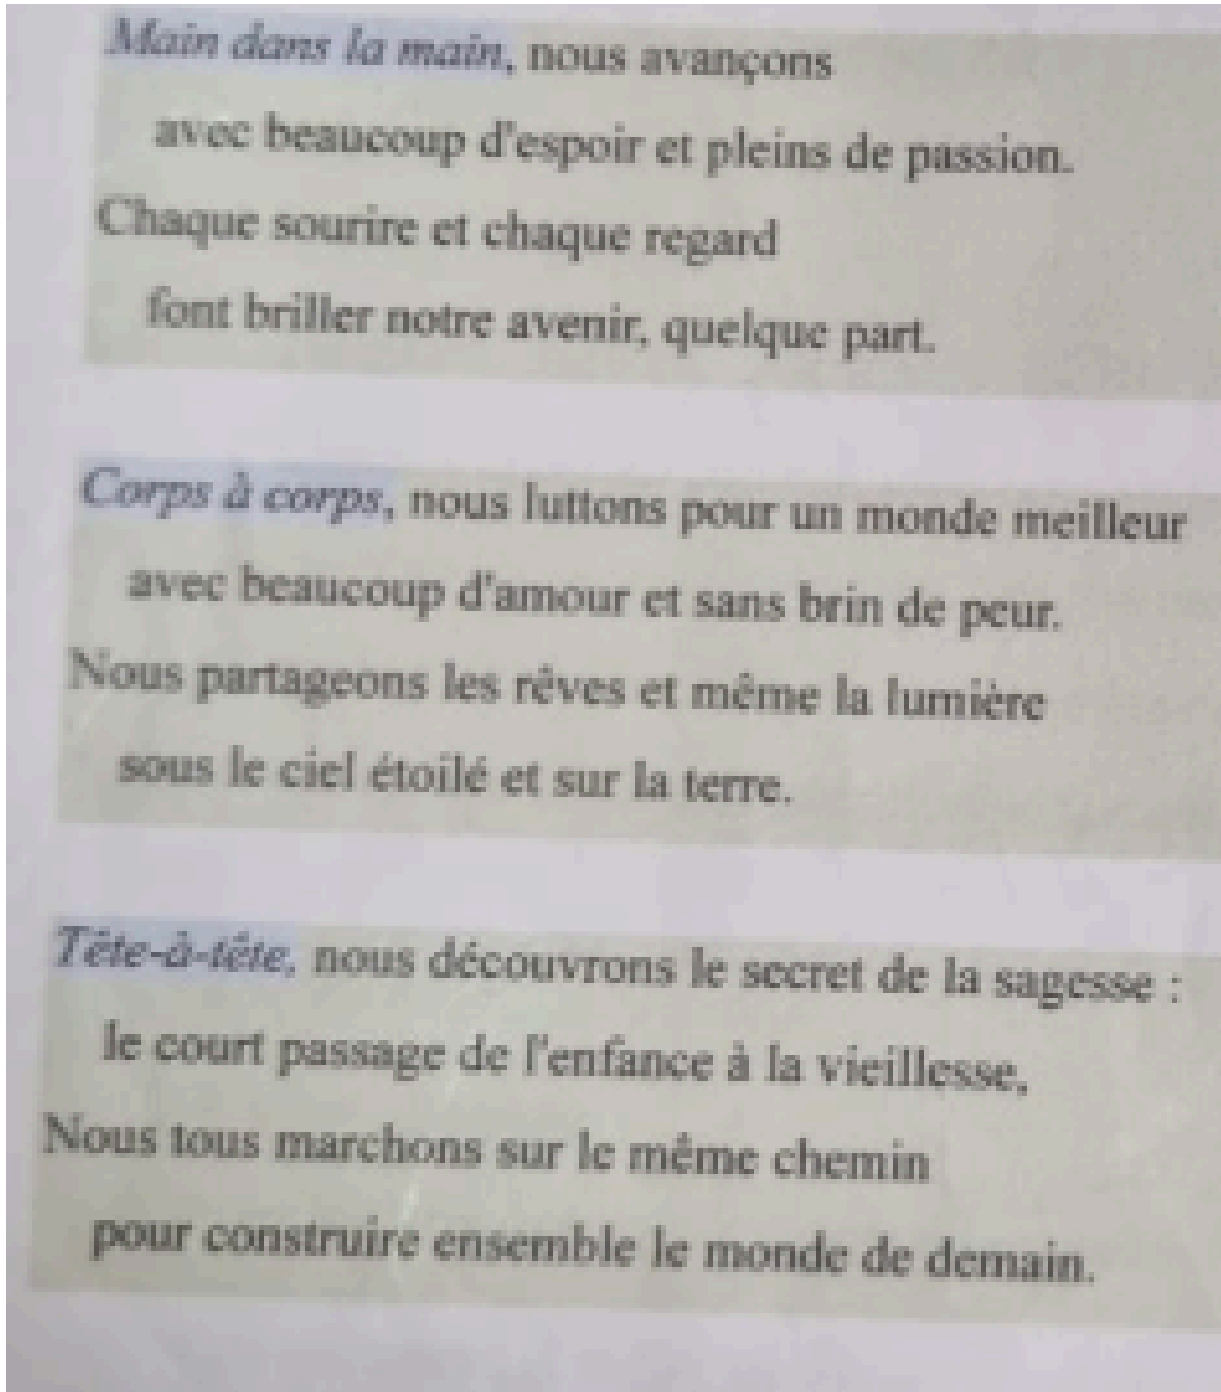 Main dans la main, nous avançons
avec beaucoup d'espoir et pleins de passion.
Chaque sourire et chaque regard
font briller notre avenir, quelque part.
Corps à corps, nous luttons pour un monde meilleur
avec beaucoup d'amour et sans brin de peur.
Nous partageons les rêves et même la lumière
sous le ciel étoilé et sur la terre.
Tête-à-tête, nous découvrons le secret de la sagesse :
le court passage de l'enfance à la vieillesse,
Nous tous marchons sur le même chemin
pour construire ensemble le monde de demain.